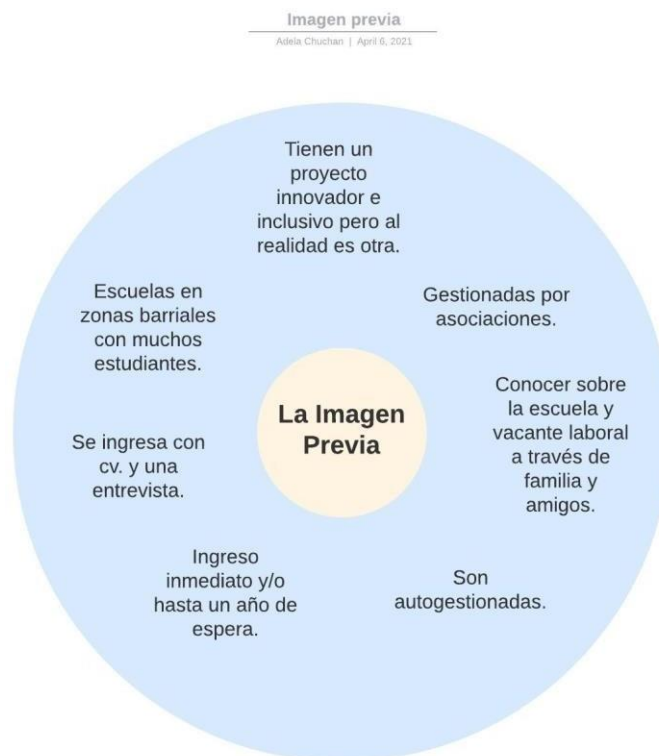 Imagen previa
Adela Chuchan | April 6, 2021
Tienen un
proyecto
innovador e
inclusivo pero al
realidad es otra.
Escuelas en
zonas barriales
con muchos
estudiantes.
Gestionadas por
asociaciones.
Conocer sobre
la escuela y
vacante laboral
a través de
familia y
amigos.
La Imagen
Previa
Se ingresa con
cv. y una
entrevista.
Ingreso
inmediato y/o
hasta un año de
espera.
Son
autogestionadas.